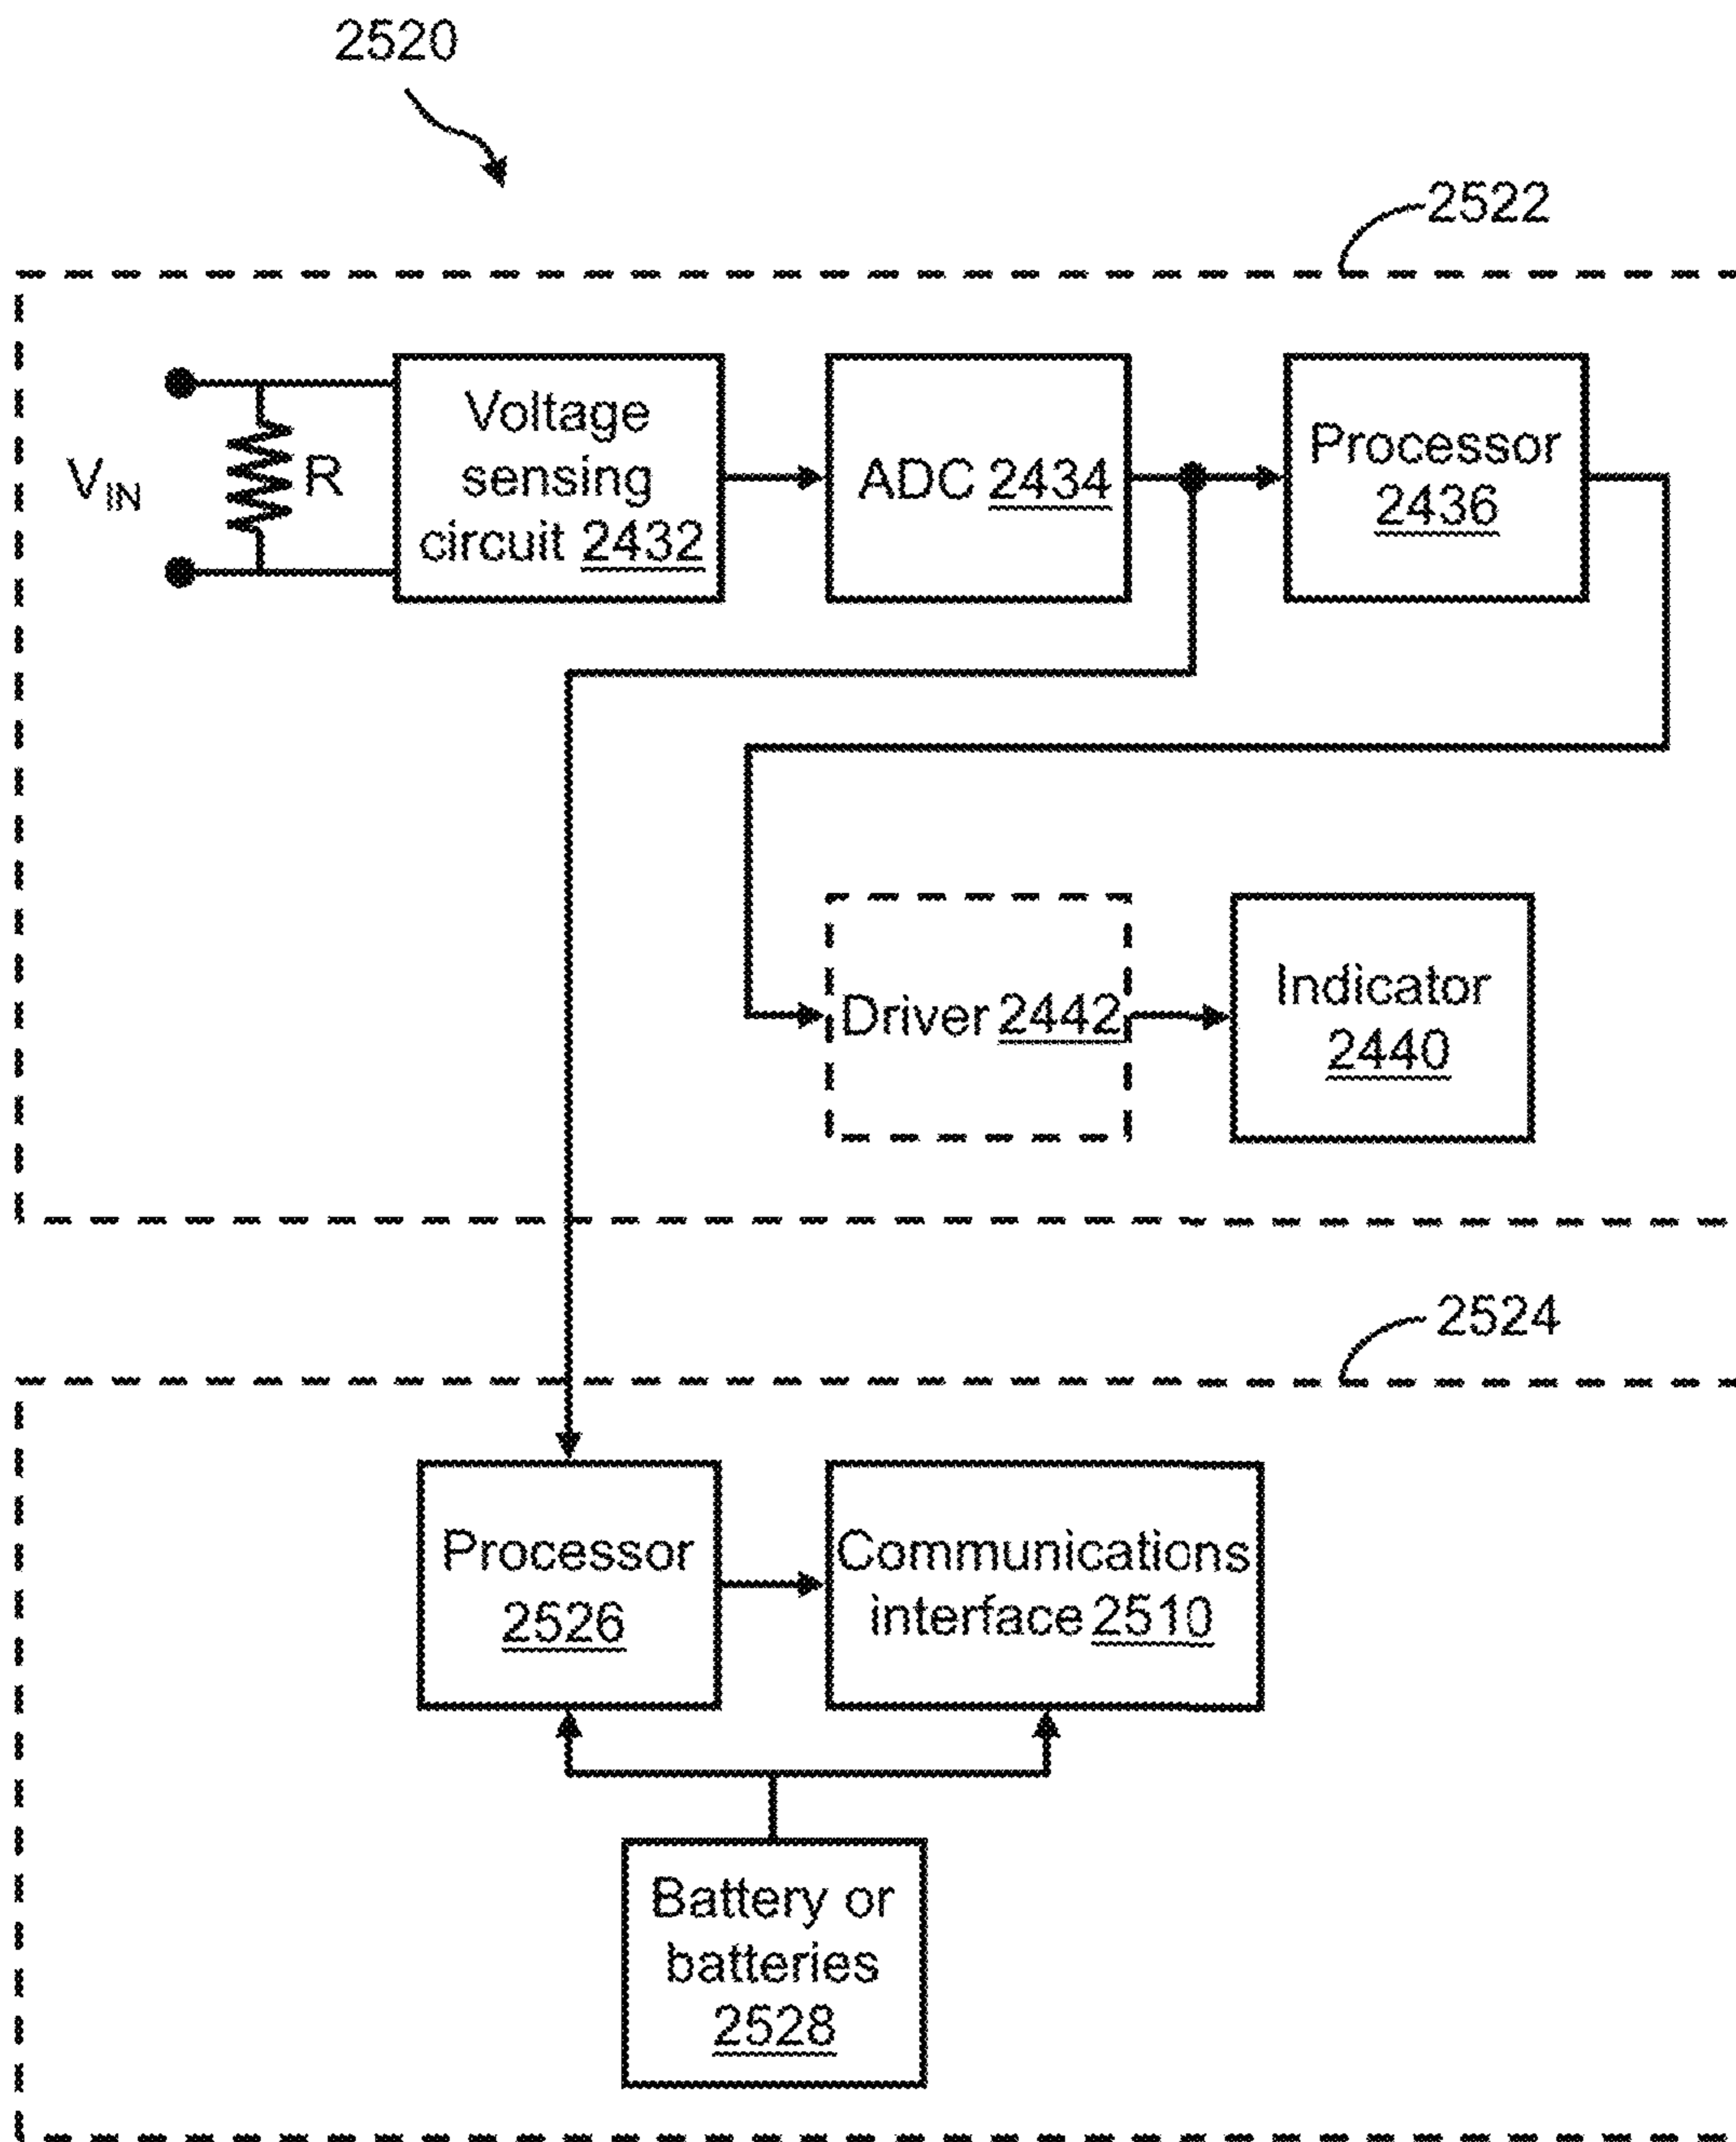 2520
2522
Voltage
sensing
circuit 2432
ADC 2434
Processor
2436
V_IN
R
Driver 2442
Indicator
2440
2524
Processor
2526
Communications
interface 2510
Battery or
batteries
2528